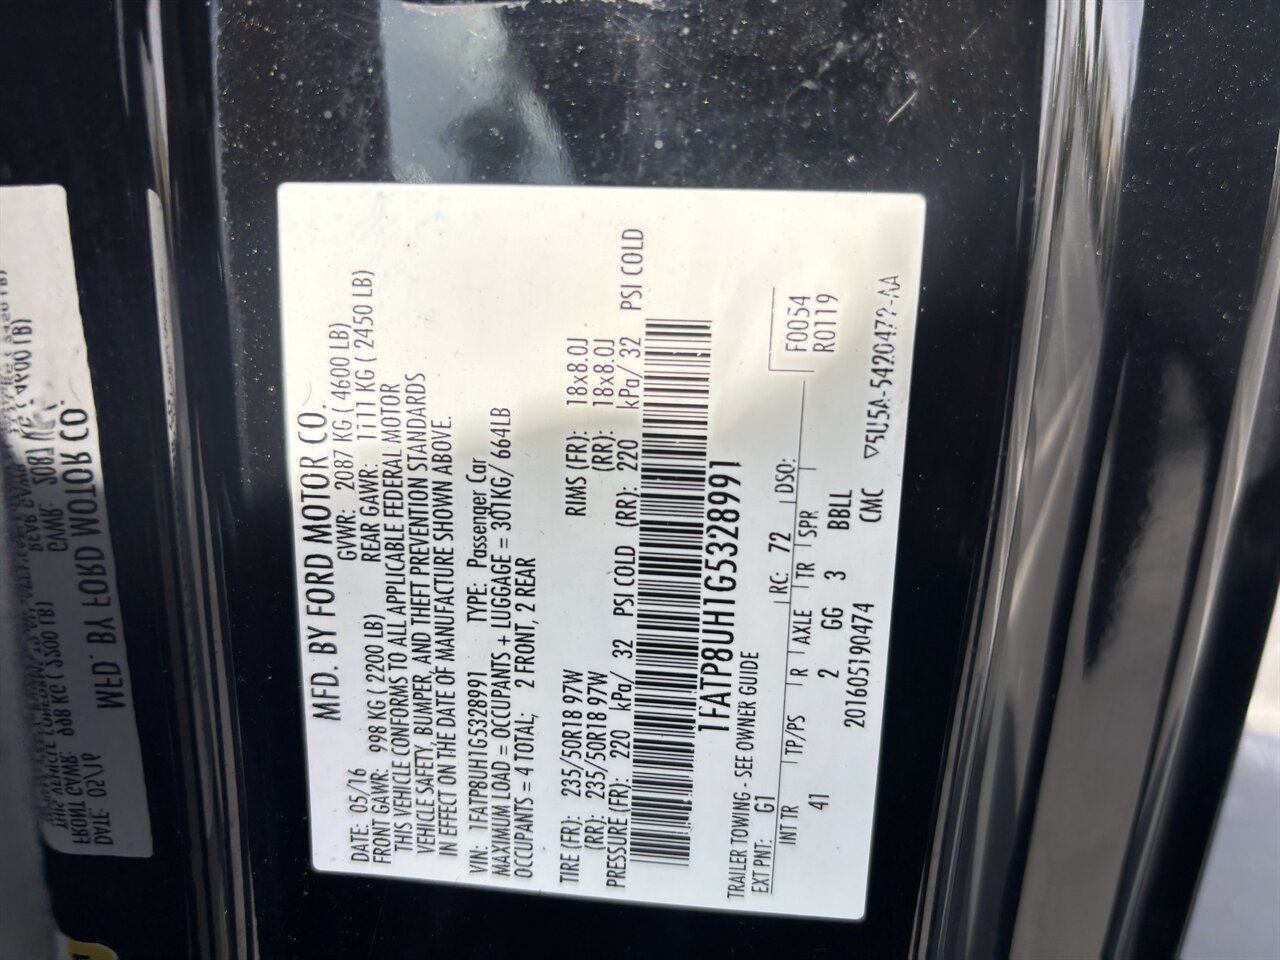 MFD. BY FORD MOTOR CO.
DATE: 05/16 GVWR: 2087 KG ( 4600 LB)
FRONT GAWR: 998 KG ( 2200 LB) REAR GAWR: 1111 KG ( 2450 LB)
THIS VEHICLE CONFORMS TO ALL APPLICABLE FEDERAL MOTOR
VEHICLE SAFETY, BUMPER, AND THEFT PREVENTION STANDARDS
IN EFFECT ON THE DATE OF MANUFACTURE SHOWN ABOVE.
VIN: 1FATP8UH1G5328991 TYPE: Passenger Car
MAXIMUM LOAD = OCCUPANTS + LUGGAGE = 301KG/ 664LB
OCCUPANTS = 4 TOTAL; 2 FRONT, 2 REAR
TIRE (FR): 235/50R18 97W RIMS (FR): 18x8.0J
(RR): 235/50R18 97W (RR): 18x8.0J
PRESSURE (FR): 220 kPa/ 32 PSI COLD (RR): 220 kPa/ 32 PSI COLD
1FATP8UH1G5328991
TRAILER TOWING - SEE OWNER GUIDE
EXT PNT: G1 RC: 72 DSO: F0054
INT TR TP/PS R AXLE TR SPR R0119
41 2 GG 3 BBLL
201605190474 CMC V5U5A-5420472-AA
MFD. BY FORD MOTOR CO.
DATE: 05/16